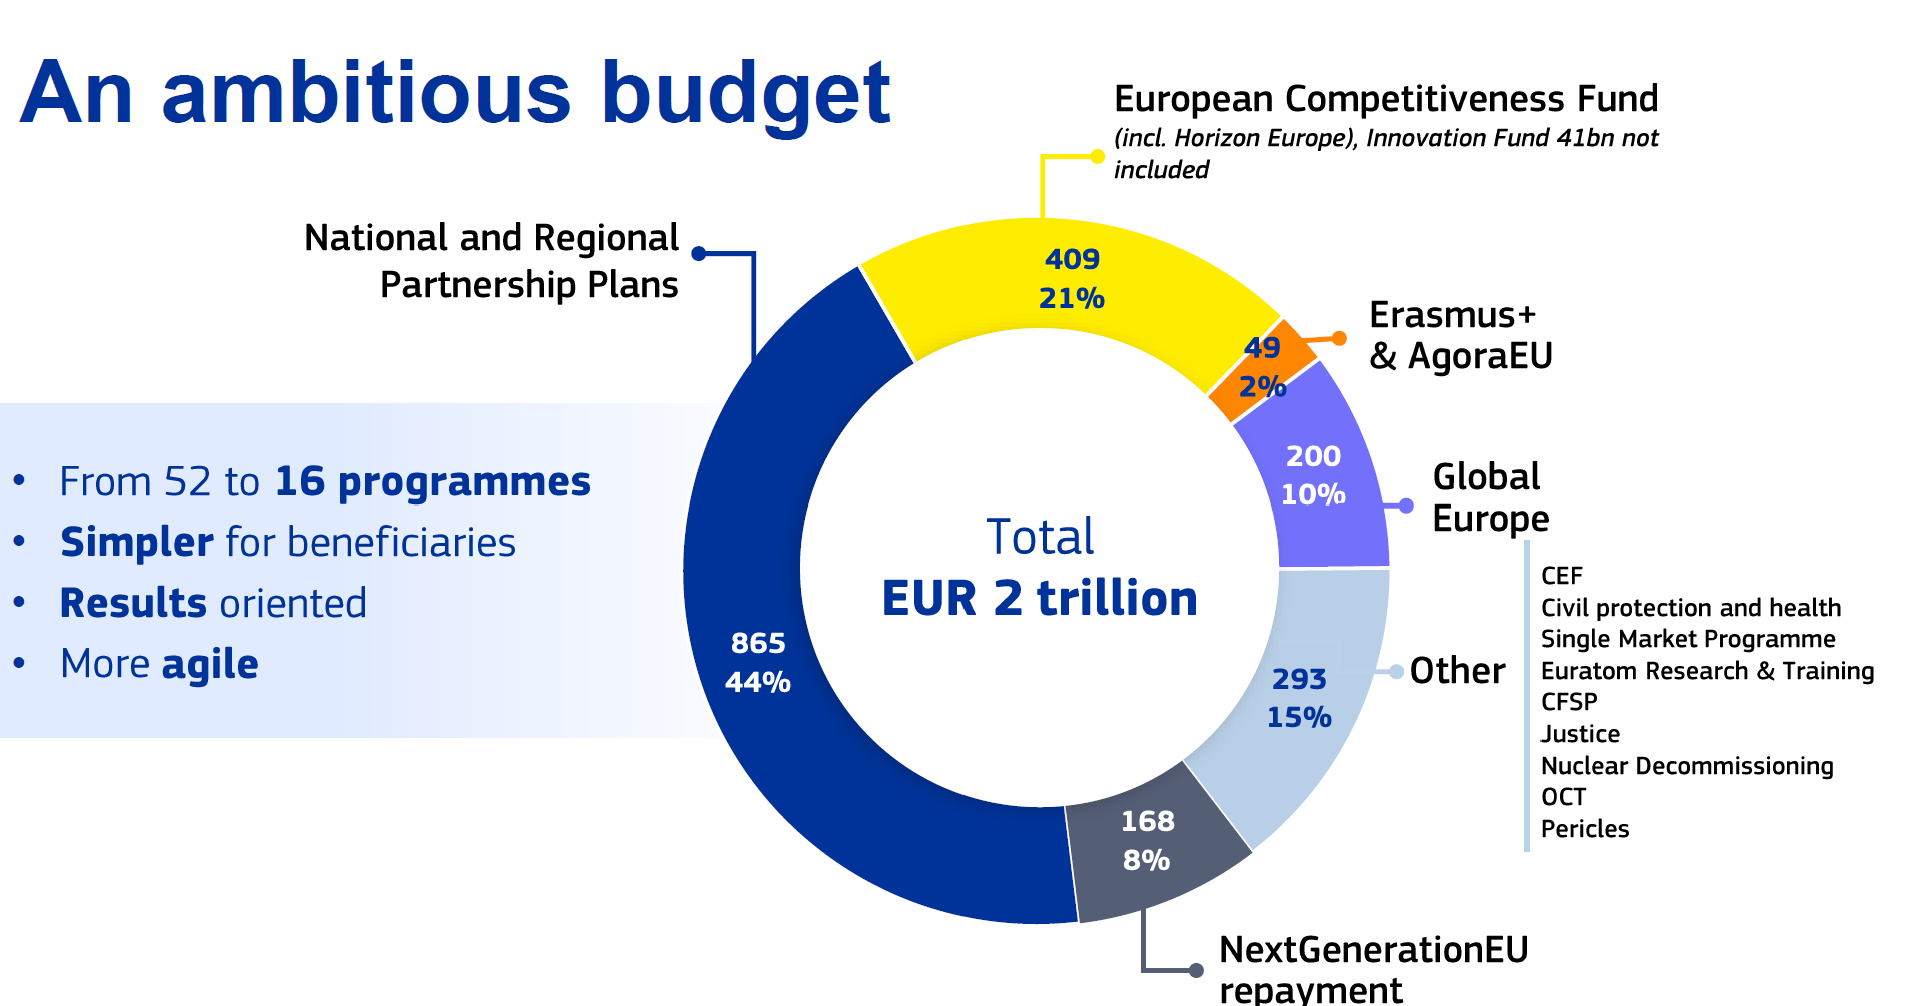 An ambitious budget
European Competitiveness Fund
(incl. Horizon Europe), Innovation Fund 41bn not
included
National and Regional
Partnership Plans
409
21%
Erasmus+
& AgoraEU
49
2%
200
10%
Global
Europe
• From 52 to 16 programmes
• Simpler for beneficiaries
• Results oriented
• More agile
Total
EUR 2 trillion
865
44%
293
15%
Other
CEF
Civil protection and health
Single Market Programme
Euratom Research & Training
CFSP
Justice
Nuclear Decommissioning
OCT
Pericles
168
8%
NextGenerationEU
repayment